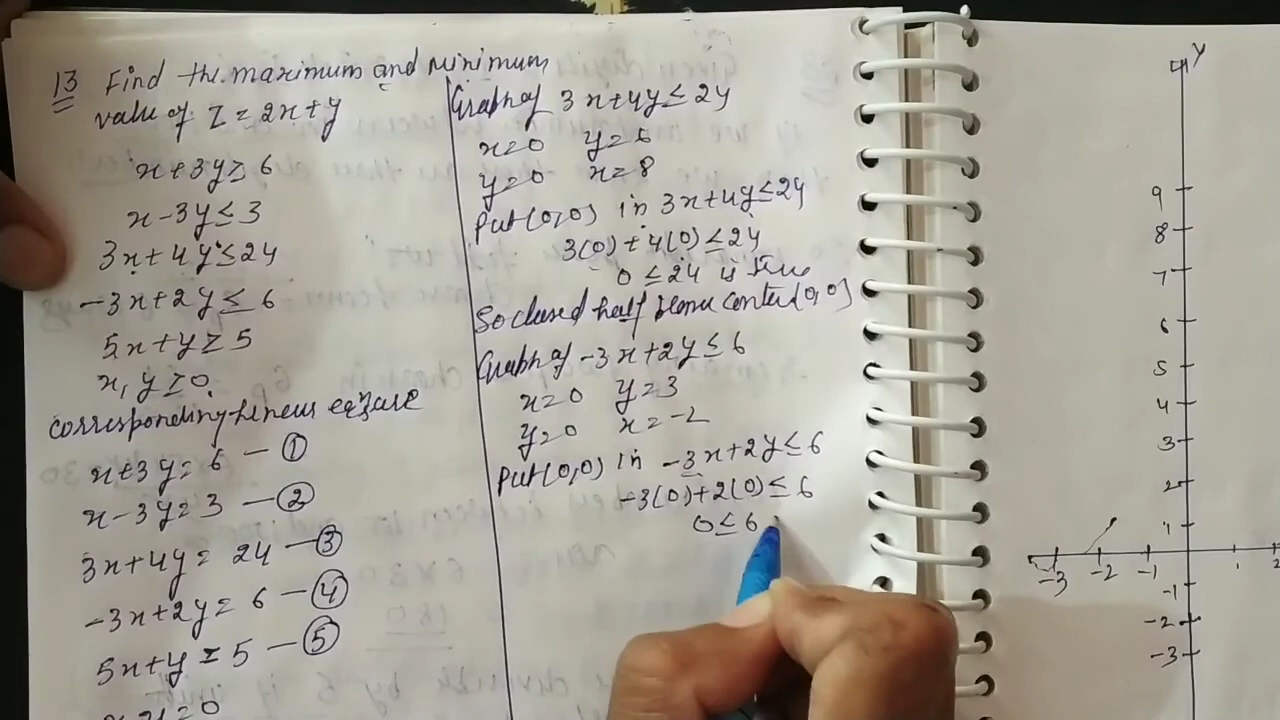 13 Find the maximum and minimum
value of Z = 2x+y
x+3y ≥ 6
x-3y ≤ 3
3x+4y ≤ 24
-3x+2y ≤ 6
5x+y ≥ 5
x, y ≥ 0
corresponding linear eqs are
x+3y = 6 - ①
x-3y = 3 - ②
3x+4y = 24 - ③
-3x+2y = 6 - ④
5x+y = 5 - ⑤
Graph of 3x+4y ≤ 24
x=0 y=6
y=0 x=8
Put (0,0) in 3x+4y ≤ 24
3(0) + 4(0) ≤ 24
0 ≤ 24 is true
So closed half (0,0)
Graph of -3x+2y ≤ 6
x=0 y=3
y=0 x=-2
Put (0,0) in -3x+2y ≤ 6
-3(0)+2(0) ≤ 6
0 ≤ 6
y
9
8
7
6
5
4
3
2
1
-3 -2 -1 1 2
-1
-2
-3